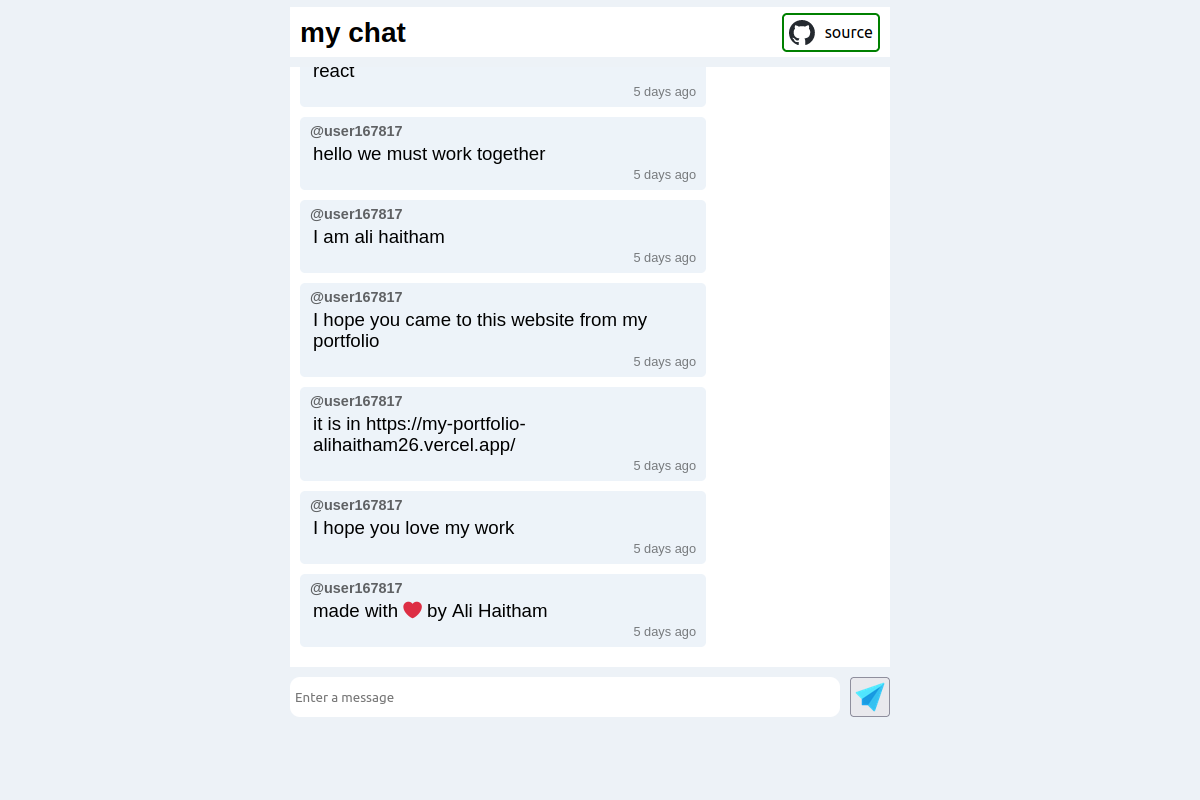 my chat
source
react
5 days ago
@user167817
hello we must work together
5 days ago
@user167817
I am ali haitham
5 days ago
@user167817
I hope you came to this website from my
portfolio
5 days ago
@user167817
it is in https://my-portfolio-
alihaitham26.vercel.app/
5 days ago
@user167817
I hope you love my work
5 days ago
@user167817
made with ❤️ by Ali Haitham
5 days ago
Enter a message